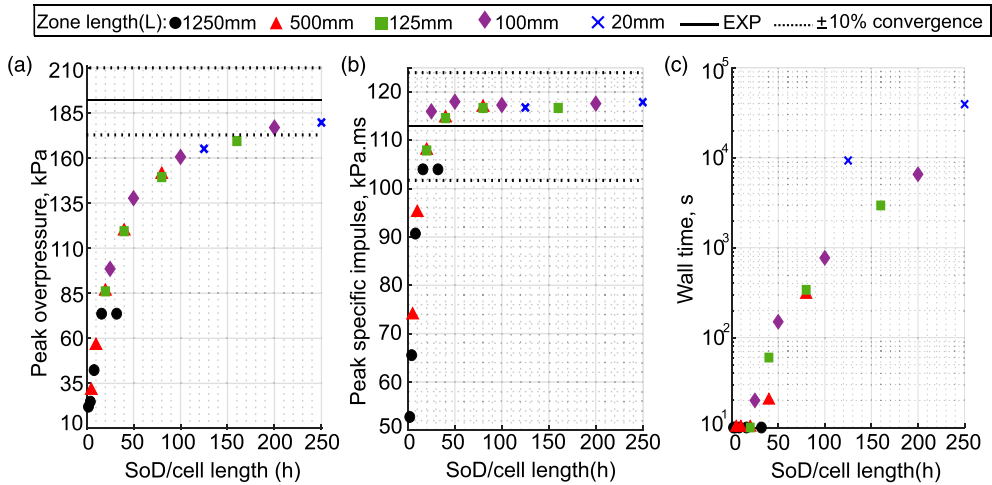 Zone length(L): 1250mm 500mm 125mm 100mm 20mm EXP ±10% convergence
(a)
210
185
160
135
110
85
60
35
10
0 50 100 150 200 250
Peak overpressure, kPa
SoD/cell length (h)
(b)
120
110
100
90
80
70
60
50
0 50 100 150 200 250
Peak specific impulse, kPa.ms
SoD/cell length(h)
(c)
10^5
10^4
10^3
10^2
10^1
0 50 100 150 200 250
Wall time, s
SoD/cell length(h)